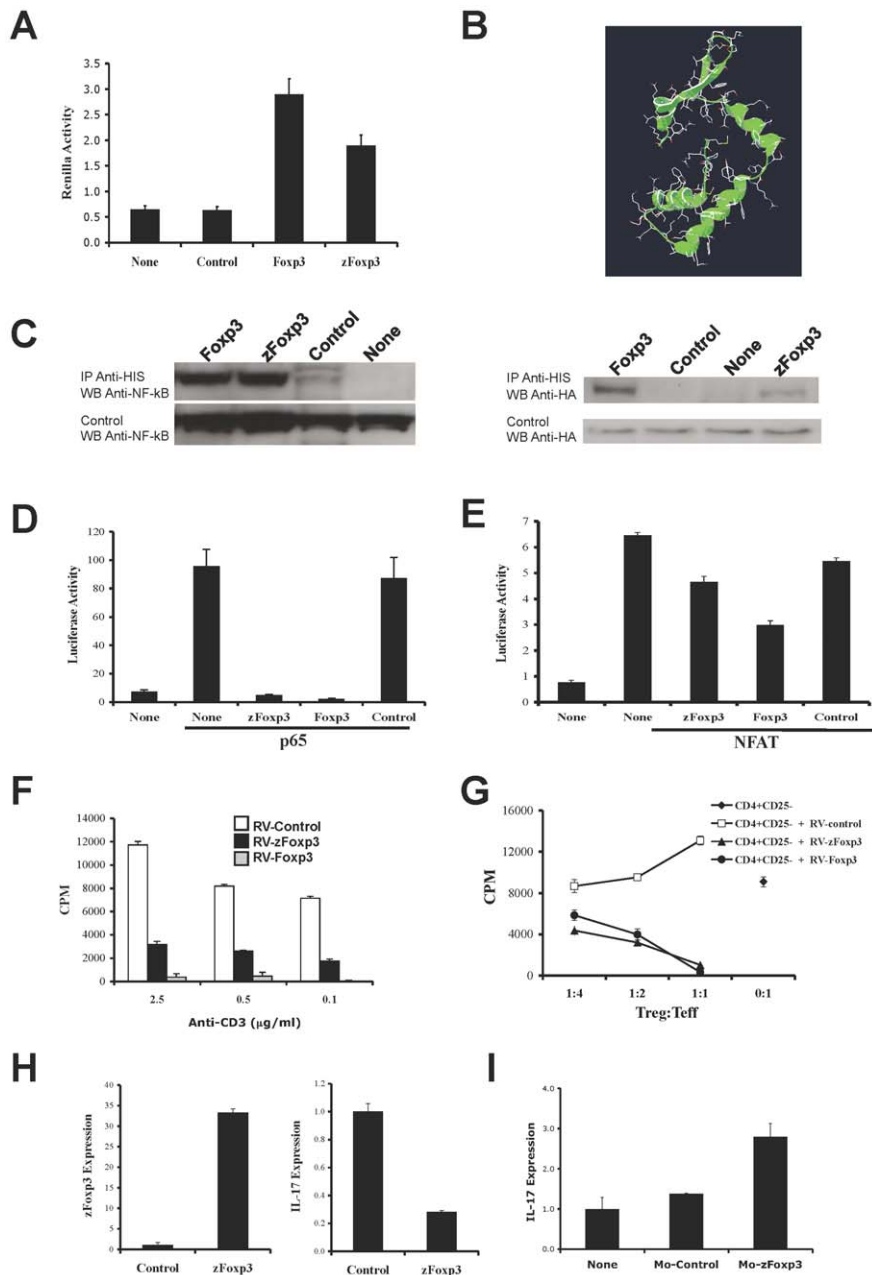 A
Renilla Activity
3.5
3.0
2.5
2.0
1.5
1.0
0.5
0.0
None Control Foxp3 zFoxp3
B
C
Foxp3 zFoxp3 Control None
IP Anti-HIS
WB Anti-NF-kB
Control
WB Anti-NF-kB
Foxp3 Control None zFoxp3
IP Anti-HIS
WB Anti-HA
Control
WB Anti-HA
D
Luciferase Activity
120
100
80
60
40
20
0
None None zFoxp3 Foxp3 Control
p65
E
Luciferase Activity
7
6
5
4
3
2
1
0
None None zFoxp3 Foxp3 Control
NFAT
F
CPM
14000
12000
10000
8000
6000
4000
2000
0
RV-Control
RV-zFoxp3
RV-Foxp3
2.5 0.5 0.1
Anti-CD3 (μg/ml)
G
CPM
16000
12000
8000
4000
0
CD4+CD25-
CD4+CD25- + RV-control
CD4+CD25- + RV-zFoxp3
CD4+CD25- + RV-Foxp3
1:4 1:2 1:1 0:1
Treg:Teff
H
zFoxp3 Expression
35
30
25
20
15
10
5
0
Control zFoxp3
IL-17 Expression
1.2
1.0
0.8
0.6
0.4
0.2
0.0
Control zFoxp3
I
IL-17 Expression
4.0
3.0
2.0
1.0
0.0
None Mo-Control Mo-zFoxp3